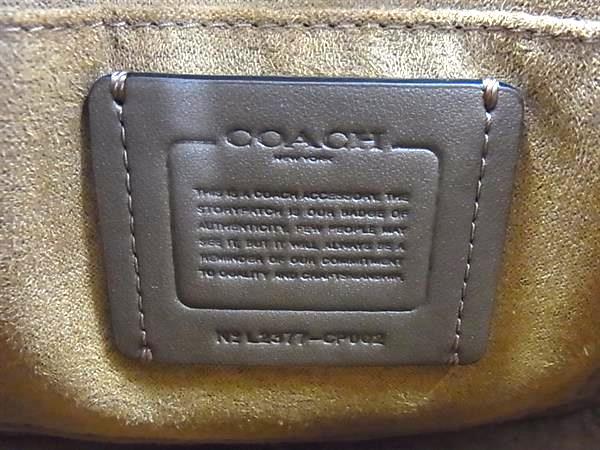 COACH
NEW YORK
THIS IS A COACH ACCESSORY. THE
STORYPATCH IS OUR BADGE OF
AUTHENTICITY. FEW PEOPLE MAY
SEE IT, BUT IT WILL ALWAYS BE A
REMINDER OF OUR COMMITMENT
TO QUALITY AND CRAFTSMANSHIP.
Nº L2377-CP002